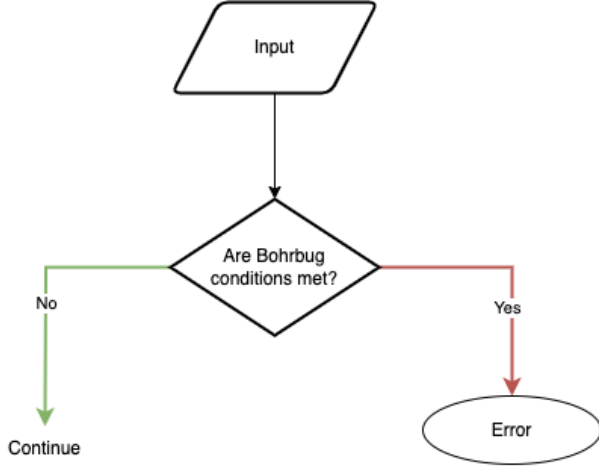 Input
Are Bohrbug
conditions met?
No
Yes
Continue
Error